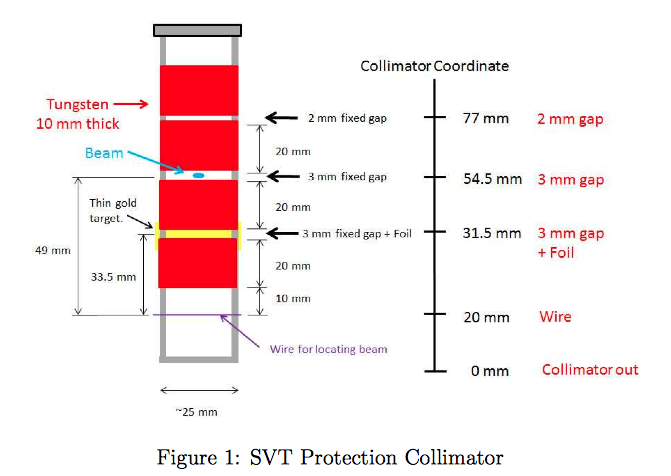 Collimator Coordinate
Tungsten
10 mm thick
2 mm fixed gap
77 mm
2 mm gap
Beam
20 mm
3 mm fixed gap
54.5 mm
3 mm gap
Thin gold
target.
20 mm
49 mm
3 mm fixed gap + Foil
31.5 mm
3 mm gap
+ Foil
33.5 mm
20 mm
10 mm
20 mm
Wire
Wire for locating beam
0 mm
Collimator out
~25 mm
Figure 1: SVT Protection Collimator